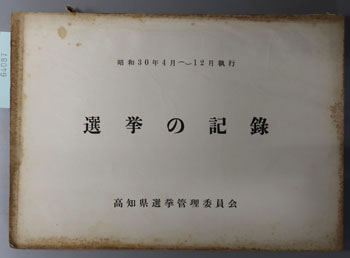 昭和30年4月〜12月執行
選挙の記録
高知県選挙管理委員会
64087